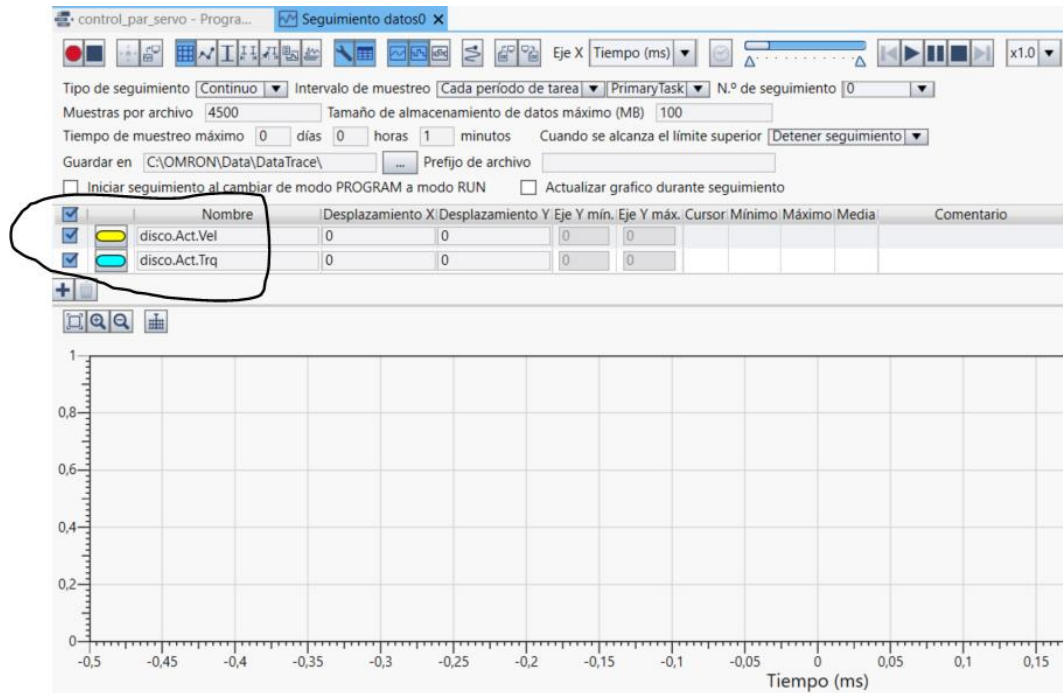 control_par_servo - Progra...
Seguimiento datos0
Eje X Tiempo (ms) x1.0
Tipo de seguimiento Continuo Intervalo de muestreo Cada período de tarea PrimaryTask N.º de seguimiento 0
Muestras por archivo 4500 Tamaño de almacenamiento de datos máximo (MB) 100
Tiempo de muestreo máximo 0 días 0 horas 1 minutos Cuando se alcanza el límite superior Detener seguimiento
Guardar en C:\OMRON\Data\DataTrace\ ... Prefijo de archivo
Iniciar seguimiento al cambiar de modo PROGRAM a modo RUN Actualizar grafico durante seguimiento
Nombre Desplazamiento X Desplazamiento Y Eje Y mín. Eje Y máx. Cursor Mínimo Máximo Media Comentario
disco.Act.Vel 0 0 0 0
disco.Act.Trq 0 0 0 0
1
0,8
0,6
0,4
0,2
0
-0,5 -0,45 -0,4 -0,35 -0,3 -0,25 -0,2 -0,15 -0,1 -0,05 0 0,05 0,1 0,15
Tiempo (ms)